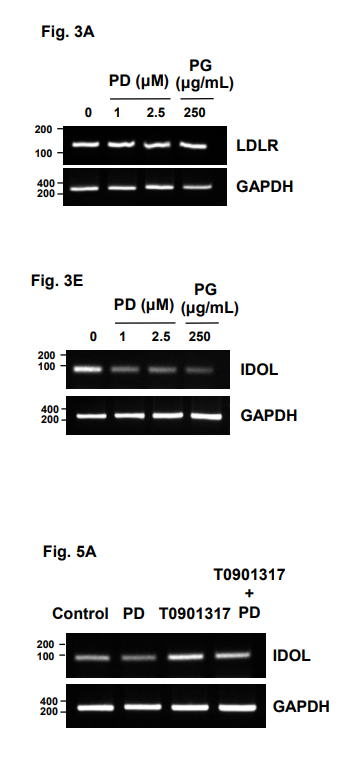 Fig. 3A
PG
PD (µM) (µg/mL)
0 1 2.5 250
200
100
LDLR
400
200
GAPDH
Fig. 3E
PG
PD (µM) (µg/mL)
0 1 2.5 250
200
100
IDOL
400
200
GAPDH
Fig. 5A
T0901317
+
Control PD T0901317 PD
200
100
IDOL
400
200
GAPDH